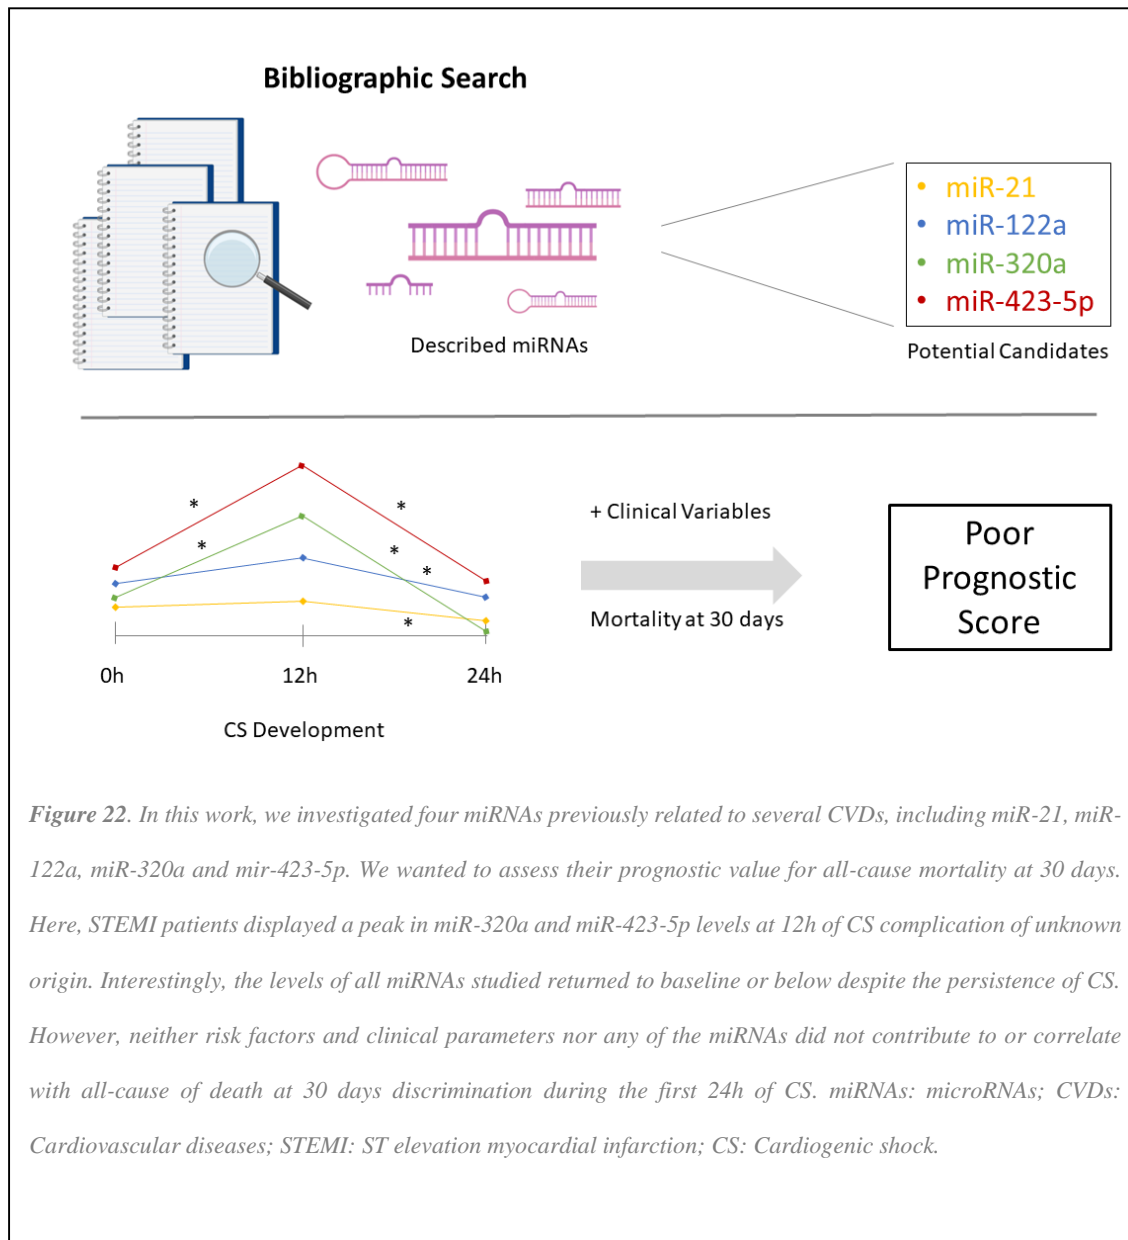 Bibliographic Search
• miR-21
• miR-122a
• miR-320a
• miR-423-5p
Described miRNAs
Potential Candidates
*
*
*
*
*
*
0h
12h
24h
CS Development
+ Clinical Variables
Mortality at 30 days
Poor
Prognostic
Score
Figure 22. In this work, we investigated four miRNAs previously related to several CVDs, including miR-21, miR-
122a, miR-320a and mir-423-5p. We wanted to assess their prognostic value for all-cause mortality at 30 days.
Here, STEMI patients displayed a peak in miR-320a and miR-423-5p levels at 12h of CS complication of unknown
origin. Interestingly, the levels of all miRNAs studied returned to baseline or below despite the persistence of CS.
However, neither risk factors and clinical parameters nor any of the miRNAs did not contribute to or correlate
with all-cause of death at 30 days discrimination during the first 24h of CS. miRNAs: microRNAs; CVDs:
Cardiovascular diseases; STEMI: ST elevation myocardial infarction; CS: Cardiogenic shock.